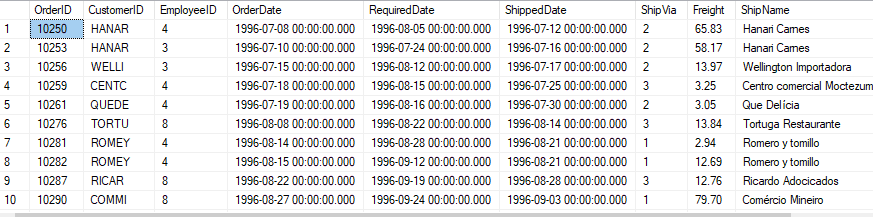 OrderID CustomerID EmployeeID OrderDate RequiredDate ShippedDate ShipVia Freight ShipName
1 10250 HANAR 4 1996-07-08 00:00:00.000 1996-08-05 00:00:00.000 1996-07-12 00:00:00.000 2 65.83 Hanari Carnes
2 10253 HANAR 3 1996-07-10 00:00:00.000 1996-07-24 00:00:00.000 1996-07-16 00:00:00.000 2 58.17 Hanari Carnes
3 10256 WELLI 3 1996-07-15 00:00:00.000 1996-08-12 00:00:00.000 1996-07-17 00:00:00.000 2 13.97 Wellington Importadora
4 10259 CENTC 4 1996-07-18 00:00:00.000 1996-08-15 00:00:00.000 1996-07-25 00:00:00.000 3 3.25 Centro comercial Moctezum
5 10261 QUEDE 4 1996-07-19 00:00:00.000 1996-08-16 00:00:00.000 1996-07-30 00:00:00.000 2 3.05 Que Delícia
6 10276 TORTU 8 1996-08-08 00:00:00.000 1996-08-22 00:00:00.000 1996-08-14 00:00:00.000 3 13.84 Tortuga Restaurante
7 10281 ROMEY 4 1996-08-14 00:00:00.000 1996-08-28 00:00:00.000 1996-08-21 00:00:00.000 1 2.94 Romero y tomillo
8 10282 ROMEY 4 1996-08-15 00:00:00.000 1996-09-12 00:00:00.000 1996-08-21 00:00:00.000 1 12.69 Romero y tomillo
9 10287 RICAR 8 1996-08-22 00:00:00.000 1996-09-19 00:00:00.000 1996-08-28 00:00:00.000 3 12.76 Ricardo Adocicados
10 10290 COMMI 8 1996-08-27 00:00:00.000 1996-09-24 00:00:00.000 1996-09-03 00:00:00.000 1 79.70 Comércio Mineiro